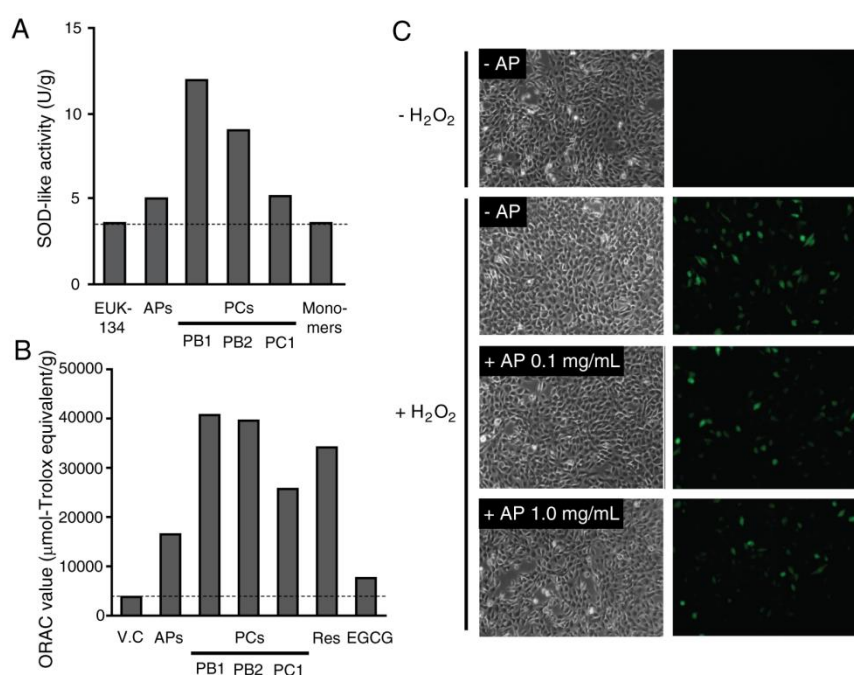 A
SOD-like activity (U/g)
15
10
5
0
EUK-
134
APs
PCs
Mono-
mers
PB1 PB2 PC1
B
ORAC value (μmol-Trolox equivalent/g)
50000
40000
30000
20000
10000
0
V.C APs PCs Res EGCG
PB1 PB2 PC1
C
- H₂O₂
- AP
+ H₂O₂
- AP
+ AP 0.1 mg/mL
+ AP 1.0 mg/mL